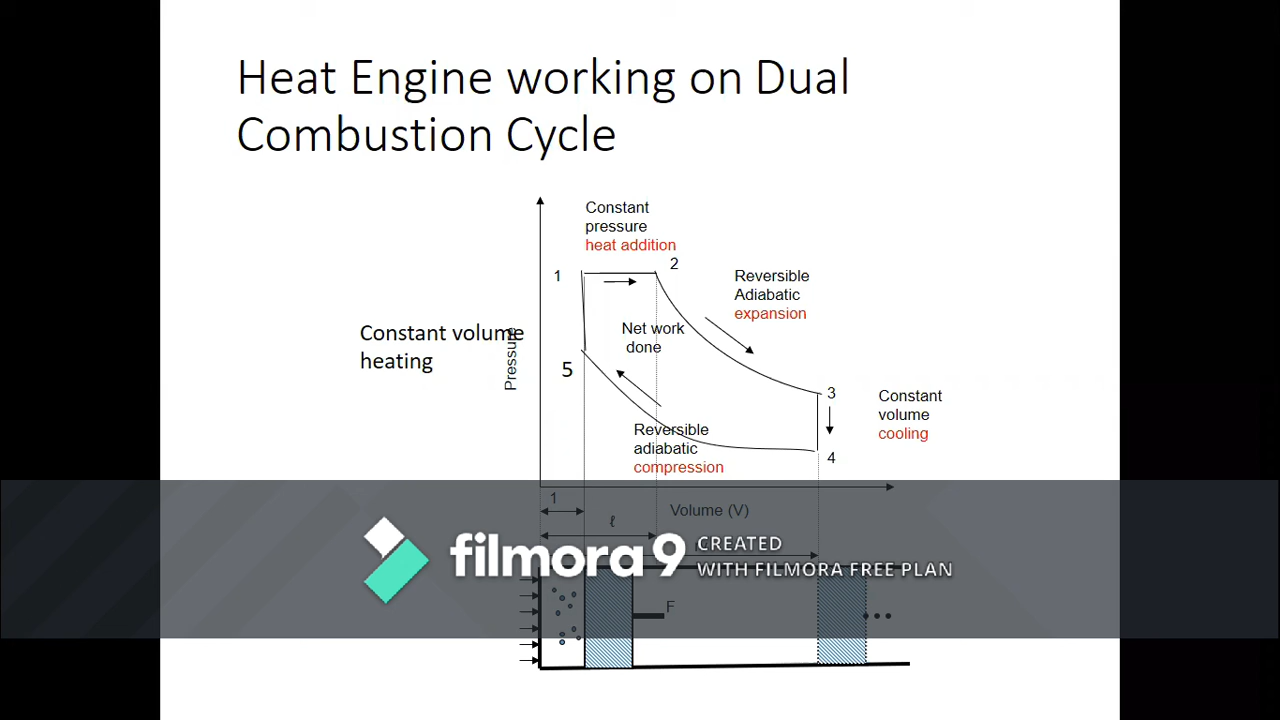 Heat Engine working on Dual
Combustion Cycle
Constant
pressure
heat addition
1
2
Reversible
Adiabatic
expansion
Constant volume
heating
Pressure
Net work
done
5
3
Constant
volume
cooling
Reversible
adiabatic
compression
4
1
Volume (V)
ℓ
filmora9
CREATED
WITH FILMORA FREE PLAN
F